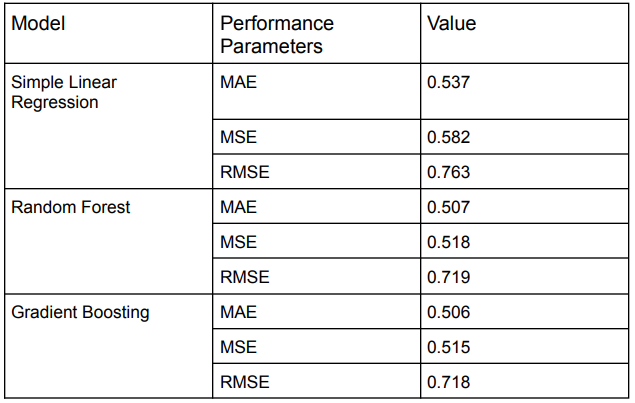 Model Performance Parameters Value
Simple Linear Regression MAE 0.537
MSE 0.582
RMSE 0.763
Random Forest MAE 0.507
MSE 0.518
RMSE 0.719
Gradient Boosting MAE 0.506
MSE 0.515
RMSE 0.718